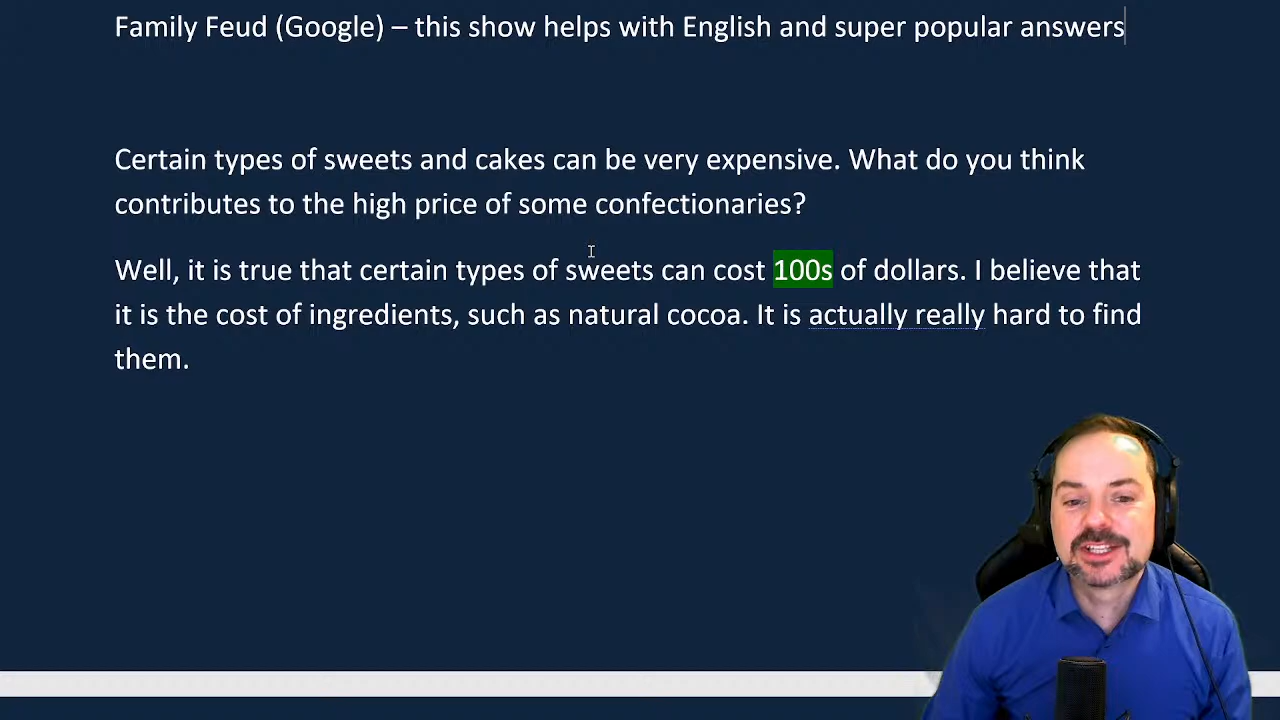 Family Feud (Google) – this show helps with English and super popular answers
Certain types of sweets and cakes can be very expensive. What do you think
contributes to the high price of some confectionaries?
Well, it is true that certain types of sweets can cost 100s of dollars. I believe that
it is the cost of ingredients, such as natural cocoa. It is actually really hard to find
them.